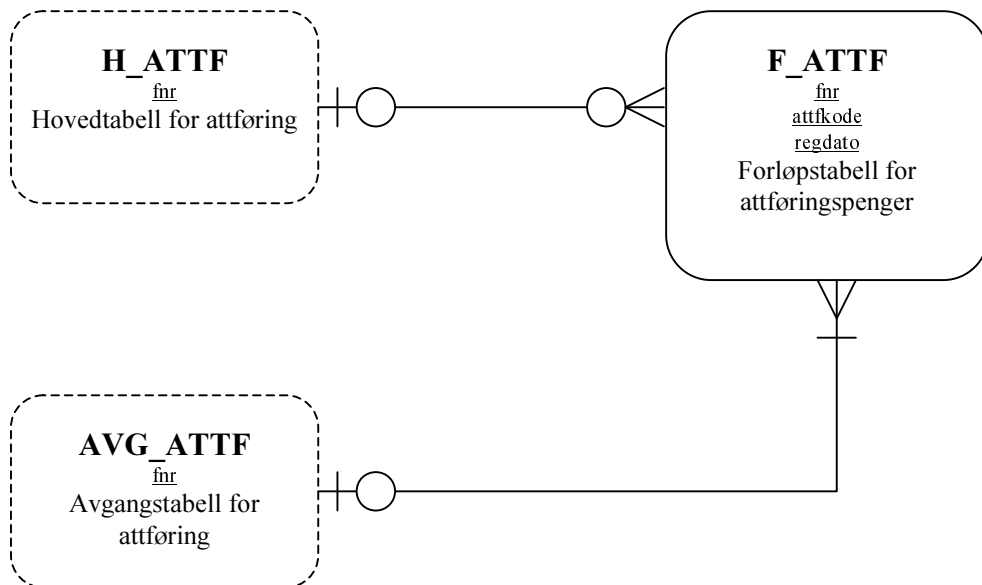 H_ATTF
fnr
Hovedtabell for attføring
F_ATTF
fnr
attfkode
regdato
Forløpstabell for
attføringspenger
AVG_ATTF
fnr
Avgangstabell for
attføring